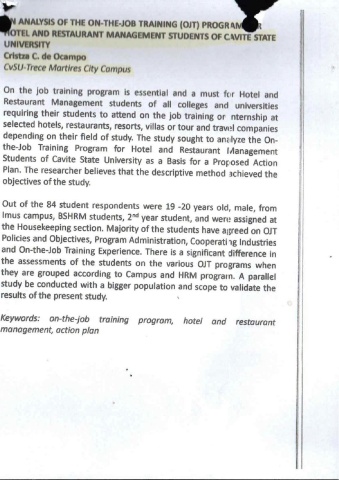 N ANALYSIS OF THE ON-THE-JOB TRAINING (OJT) PROGRAM
HOTEL AND RESTAURANT MANAGEMENT STUDENTS OF CAVITE STATE
UNIVERSITY
Cristza C. de Ocampo
CvSU-Trece Martires City Campus
On the job training program is essential and a must for Hotel and
Restaurant Management students of all colleges and universities
requiring their students to attend on the job training or internship at
selected hotels, restaurants, resorts, villas or tour and travel companies
depending on their field of study. The study sought to analyze the On-
the-Job Training Program for Hotel and Restaurant Management
Students of Cavite State University as a Basis for a Proposed Action
Plan. The researcher believes that the descriptive method achieved the
objectives of the study.
Out of the 84 student respondents were 19 -20 years old, male, from
Imus campus, BSHRM students, 2nd year student, and were assigned at
the Housekeeping section. Majority of the students have agreed on OJT
Policies and Objectives, Program Administration, Cooperating Industries
and On-the-Job Training Experience. There is a significant difference in
the assessments of the students on the various OJT programs when
they are grouped according to Campus and HRM program. A parallel
study be conducted with a bigger population and scope to validate the
results of the present study.
Keywords: on-the-job training program, hotel and restaurant
management, action plan